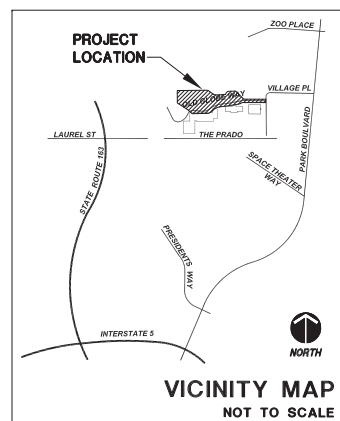 ZOO PLACE
PROJECT
LOCATION
VILLAGE PL
OLD GLOBE WAY
LAUREL ST
THE PRADO
PARK BOULVARD
STATE ROUTE 163
SPACE THEATER
WAY
PRESIDENTS
WAY
INTERSTATE 5
NORTH
VICINITY MAP
NOT TO SCALE